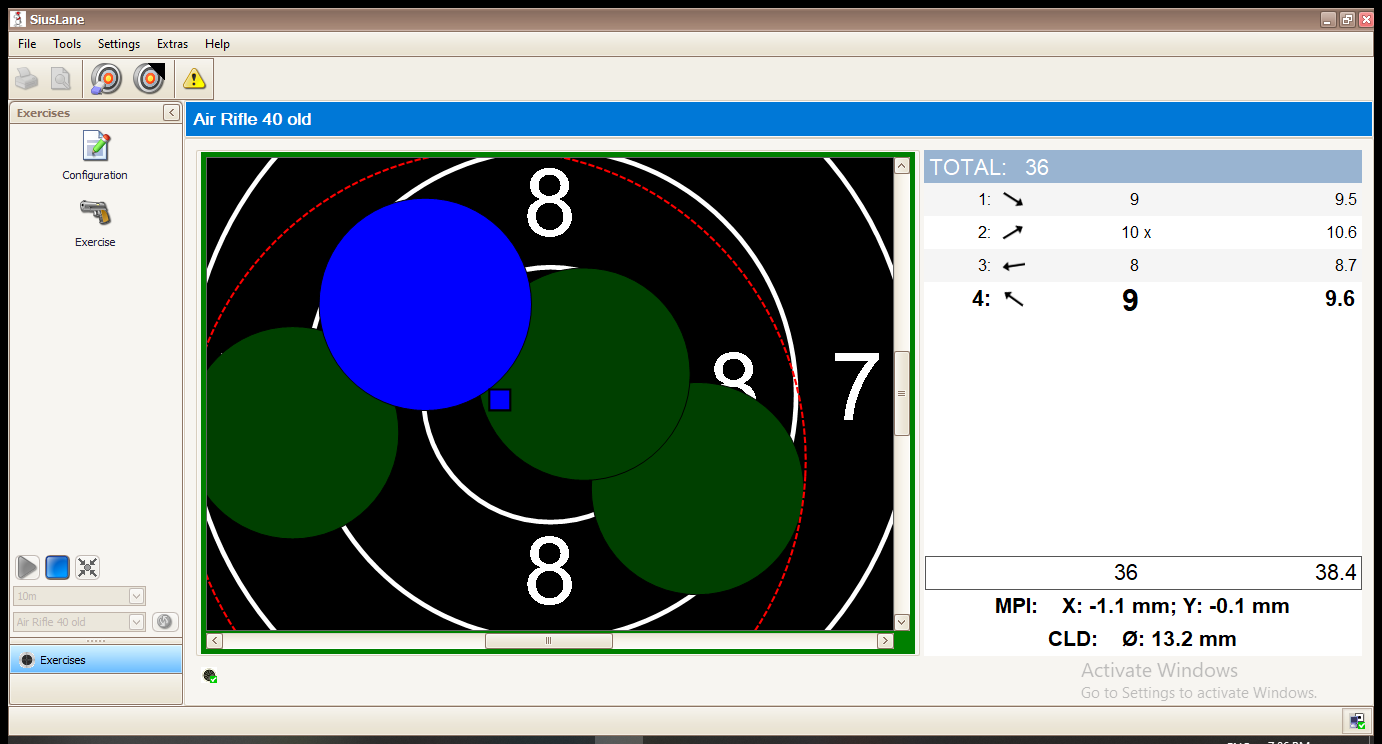 SiusLane
File Tools Settings Extras Help
Exercises
Configuration
Exercise
10m
Air Rifle 40 old
Exercises
Air Rifle 40 old
8
8
7
8
TOTAL: 36
1: 9 9.5
2: 10 x 10.6
3: 8 8.7
4: 9 9.6
36 38.4
MPI: X: -1.1 mm; Y: -0.1 mm
CLD: Ø: 13.2 mm
Activate Windows
Go to Settings to activate Windows.